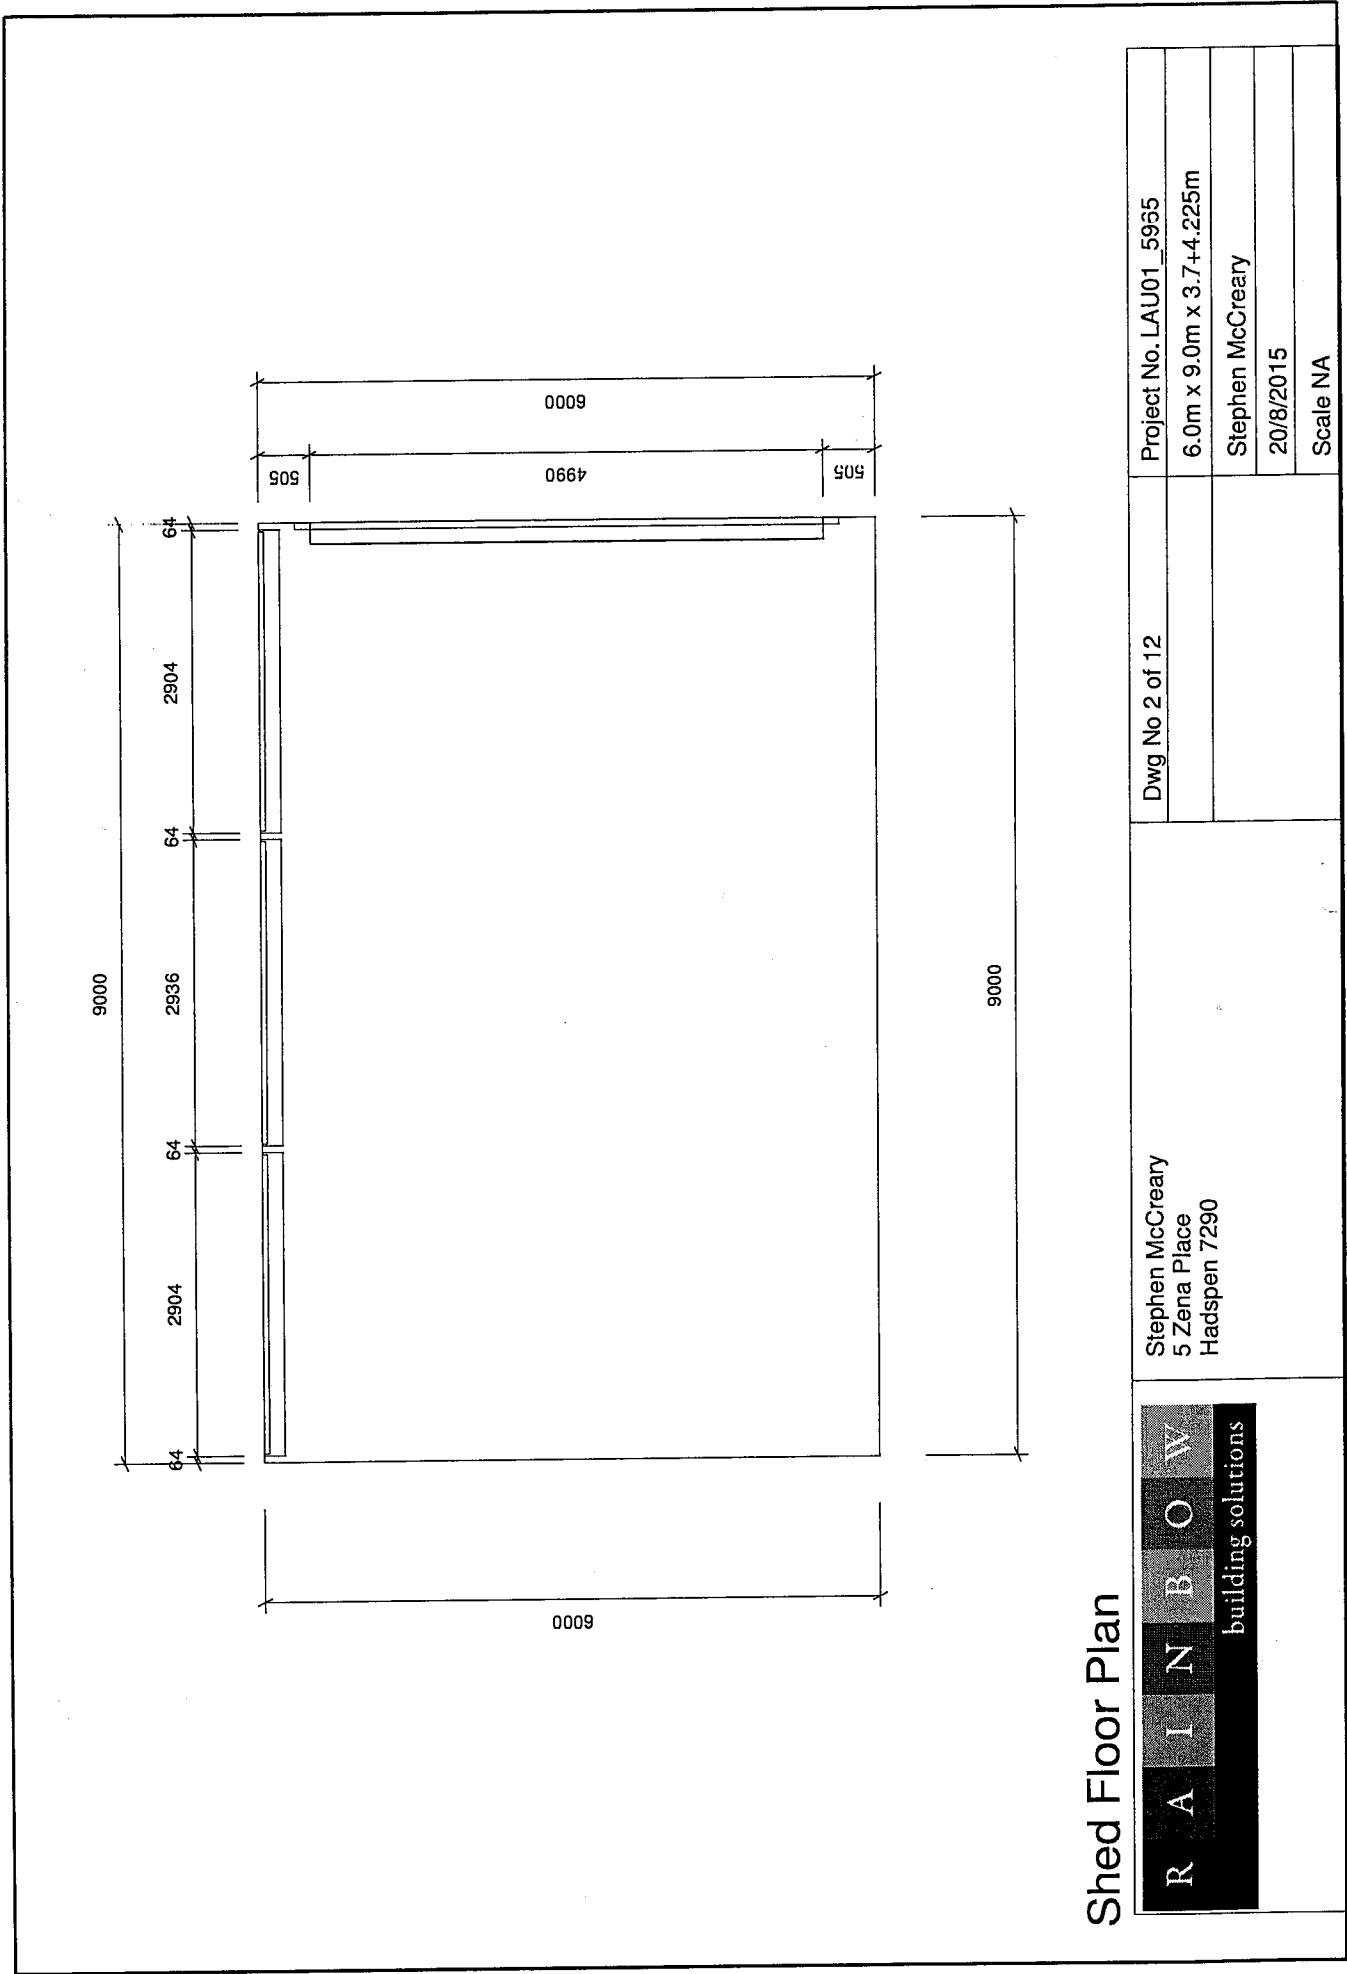 9000
64
2904
64
2936
64
2904
64
6000
505
4990
505
6000
9000
Shed Floor Plan
RAINBOW
building solutions
Stephen McCreary
5 Zena Place
Hadspen 7290
Dwg No 2 of 12
Project No. LAU01_5965
6.0m x 9.0m x 3.7+4.225m
Stephen McCreary
20/8/2015
Scale NA